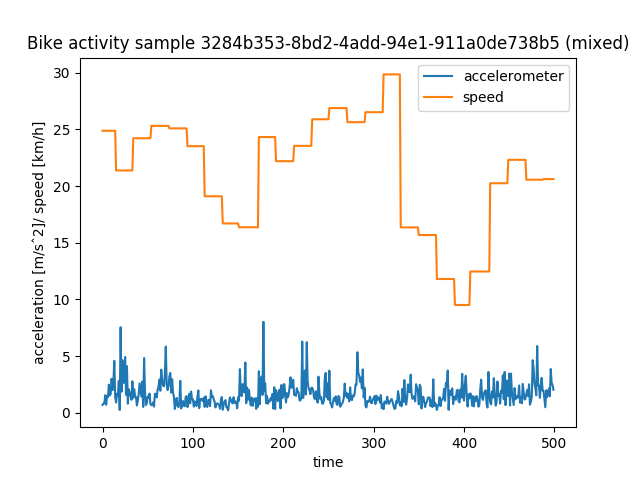 Bike activity sample 3284b353-8bd2-4add-94e1-911a0de738b5 (mixed)
accelerometer
speed
acceleration [m/sˆ2]/ speed [km/h]
30
25
20
15
10
5
0
0 100 200 300 400 500
time